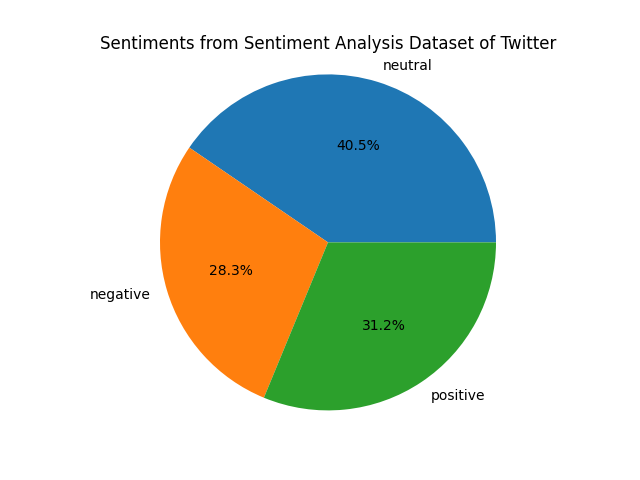 Sentiments from Sentiment Analysis Dataset of Twitter
neutral
40.5%
28.3%
negative
31.2%
positive